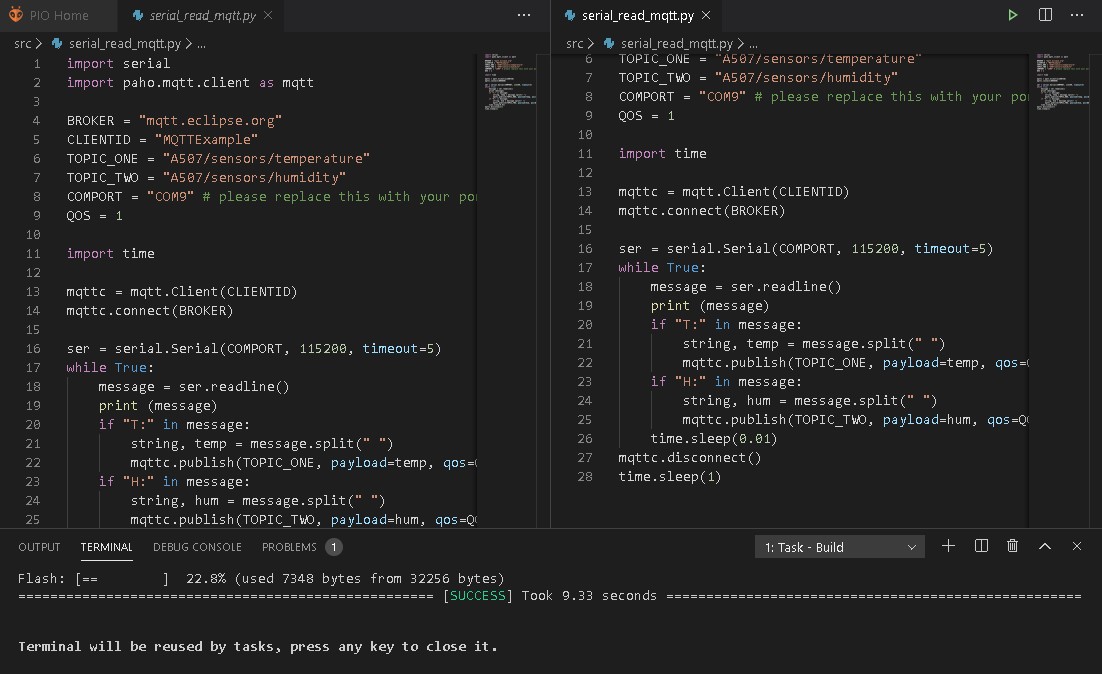 PIO Home
serial_read_mqtt.py
src > serial_read_mqtt.py > ...
1 import serial
2 import paho.mqtt.client as mqtt
3
4 BROKER = "mqtt.eclipse.org"
5 CLIENTID = "MQTTExample"
6 TOPIC_ONE = "A507/sensors/temperature"
7 TOPIC_TWO = "A507/sensors/humidity"
8 COMPORT = "COM9" # please replace this with your po
9 QOS = 1
10
11 import time
12
13 mqttc = mqtt.Client(CLIENTID)
14 mqttc.connect(BROKER)
15
16 ser = serial.Serial(COMPORT, 115200, timeout=5)
17 while True:
18 message = ser.readline()
19 print (message)
20 if "T:" in message:
21 string, temp = message.split(" ")
22 mqttc.publish(TOPIC_ONE, payload=temp, qos=
23 if "H:" in message:
24 string, hum = message.split(" ")
25 mqttc.publish(TOPIC_TWO, payload=hum, qos=Q
serial_read_mqtt.py
src > serial_read_mqtt.py > ...
6 TOPIC_ONE = "A507/sensors/temperature"
7 TOPIC_TWO = "A507/sensors/humidity"
8 COMPORT = "COM9" # please replace this with your po
9 QOS = 1
10
11 import time
12
13 mqttc = mqtt.Client(CLIENTID)
14 mqttc.connect(BROKER)
15
16 ser = serial.Serial(COMPORT, 115200, timeout=5)
17 while True:
18 message = ser.readline()
19 print (message)
20 if "T:" in message:
21 string, temp = message.split(" ")
22 mqttc.publish(TOPIC_ONE, payload=temp, qos=
23 if "H:" in message:
24 string, hum = message.split(" ")
25 mqttc.publish(TOPIC_TWO, payload=hum, qos=Q
26 time.sleep(0.01)
27 mqttc.disconnect()
28 time.sleep(1)
OUTPUT TERMINAL DEBUG CONSOLE PROBLEMS 1
1: Task - Build
Flash: [==        ]  22.8% (used 7348 bytes from 32256 bytes)
==================================================== [SUCCESS] Took 9.33 seconds ====================================================
Terminal will be reused by tasks, press any key to close it.